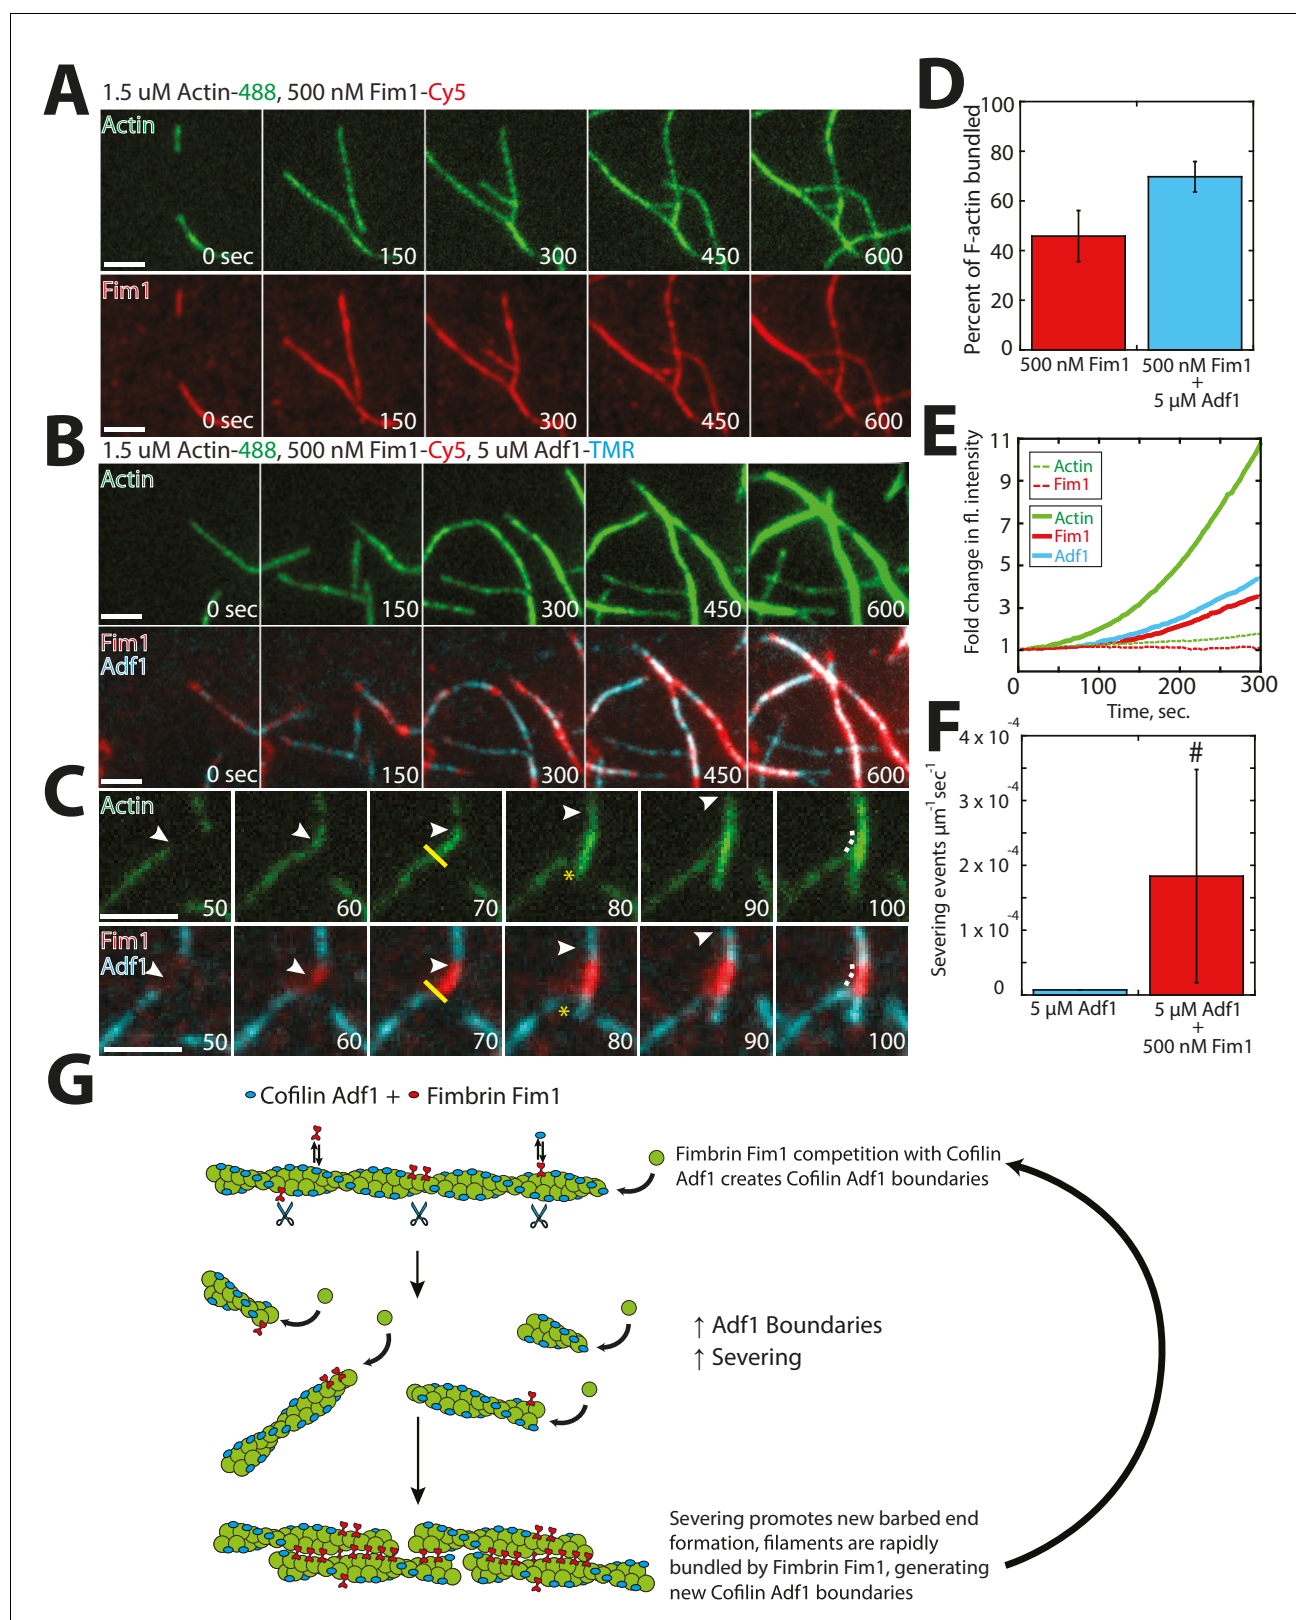 A
1.5 uM Actin-488, 500 nM Fim1-Cy5
Actin
0 sec
150
300
450
600
Fim1
0 sec
150
300
450
600
B
1.5 uM Actin-488, 500 nM Fim1-Cy5, 5 uM Adf1-TMR
Actin
0 sec
150
300
450
600
Fim1
Adf1
0 sec
150
300
450
600
C
Actin
50
60
70
*
80
90
100
Fim1
Adf1
50
60
70
*
80
90
100
D
Percent of F-actin bundled
100
80
60
40
20
0
500 nM Fim1
500 nM Fim1
+
5 µM Adf1
E
Fold change in fl. intensity
11
9
7
5
3
1
Actin
Fim1
Actin
Fim1
Adf1
0
100
200
300
Time, sec.
F
Severing events µm⁻¹sec⁻¹
4 x 10⁻⁴
3 x 10⁻⁴
2 x 10⁻⁴
1 x 10⁻⁴
0
#
5 µM Adf1
5 µM Adf1
+
500 nM Fim1
G
Cofilin Adf1 + Fimbrin Fim1
Fimbrin Fim1 competition with Cofilin
Adf1 creates Cofilin Adf1 boundaries
↑ Adf1 Boundaries
↑ Severing
Severing promotes new barbed end
formation, filaments are rapidly
bundled by Fimbrin Fim1, generating
new Cofilin Adf1 boundaries